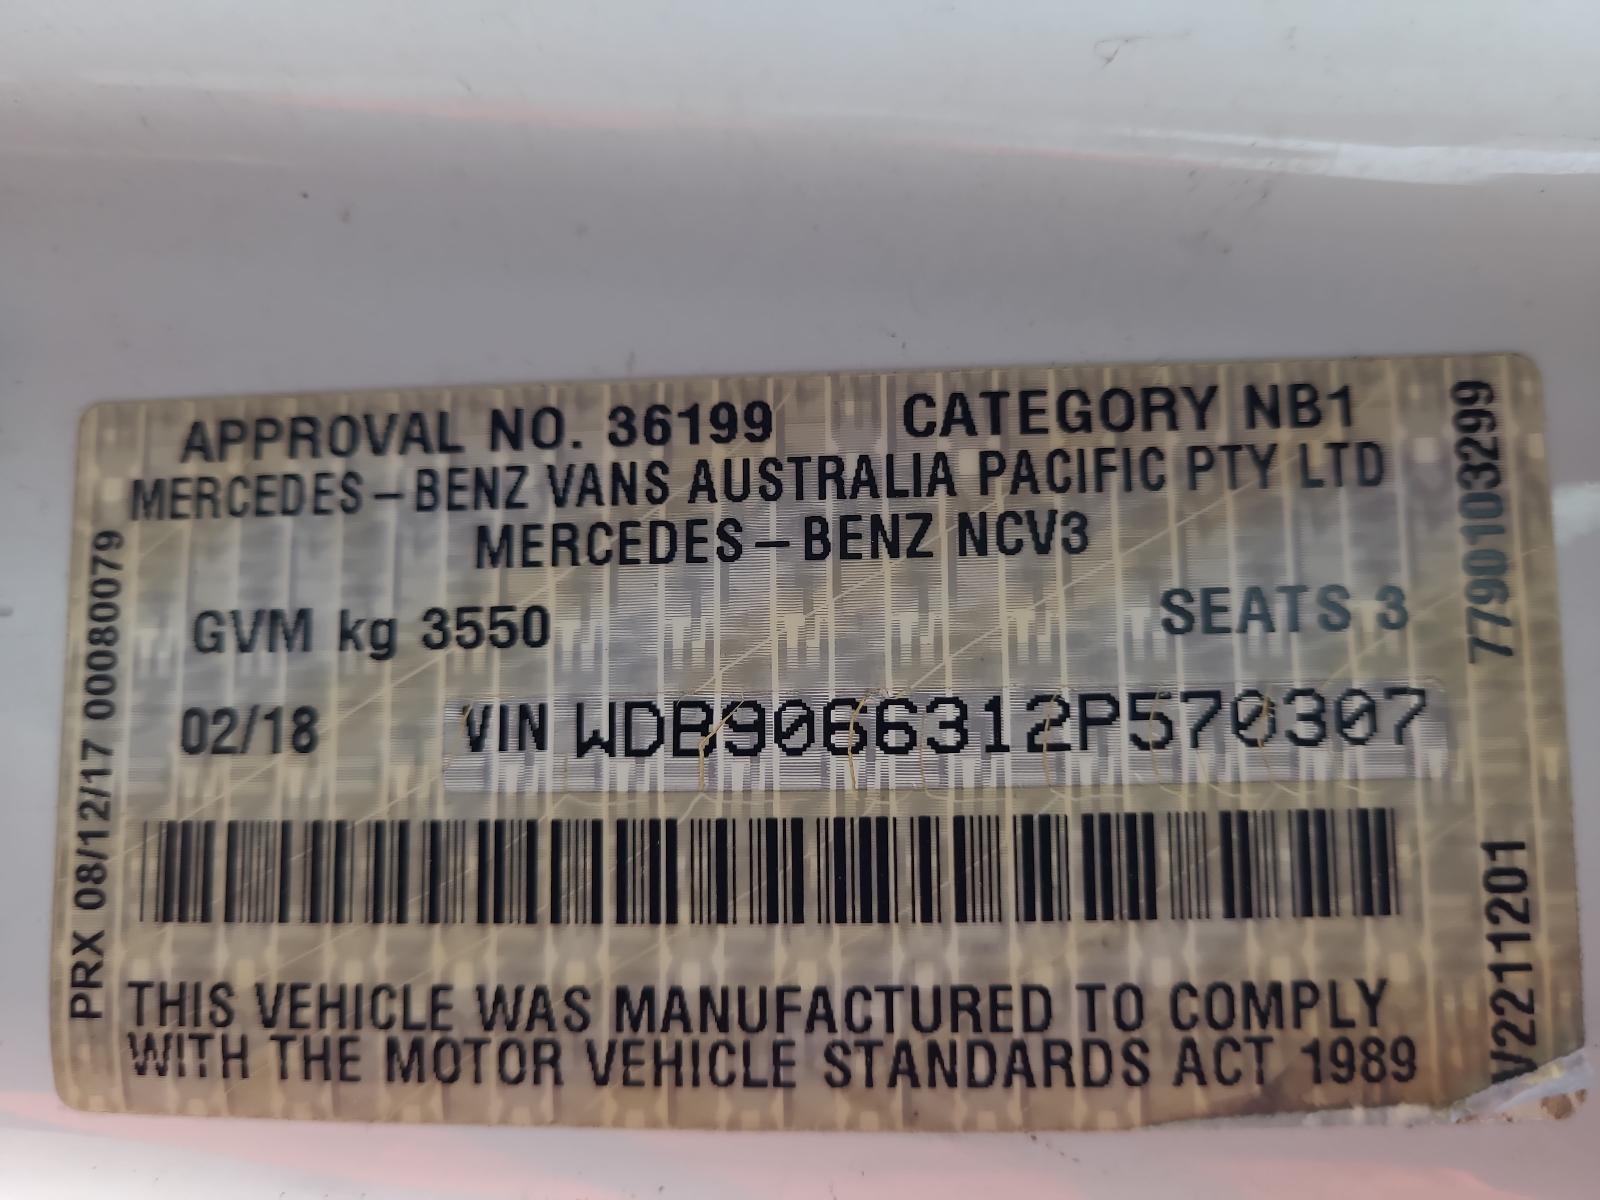 APPROVAL NO. 36199 CATEGORY NB1
MERCEDES-BENZ VANS AUSTRALIA PACIFIC PTY LTD
MERCEDES-BENZ NCV3
GVM kg 3550 SEATS 3
02/18 VIN WDB9066312P570307
THIS VEHICLE WAS MANUFACTURED TO COMPLY
WITH THE MOTOR VEHICLE STANDARDS ACT 1989
PRX 08/12/17 00080079
V2211201 7790103299